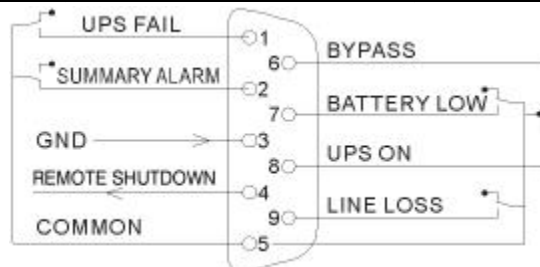 UPS FAIL
1
SUMMARY ALARM
2
GND
3
REMOTE SHUTDOWN
4
COMMON
5
6
BYPASS
7
BATTERY LOW
8
UPS ON
9
LINE LOSS